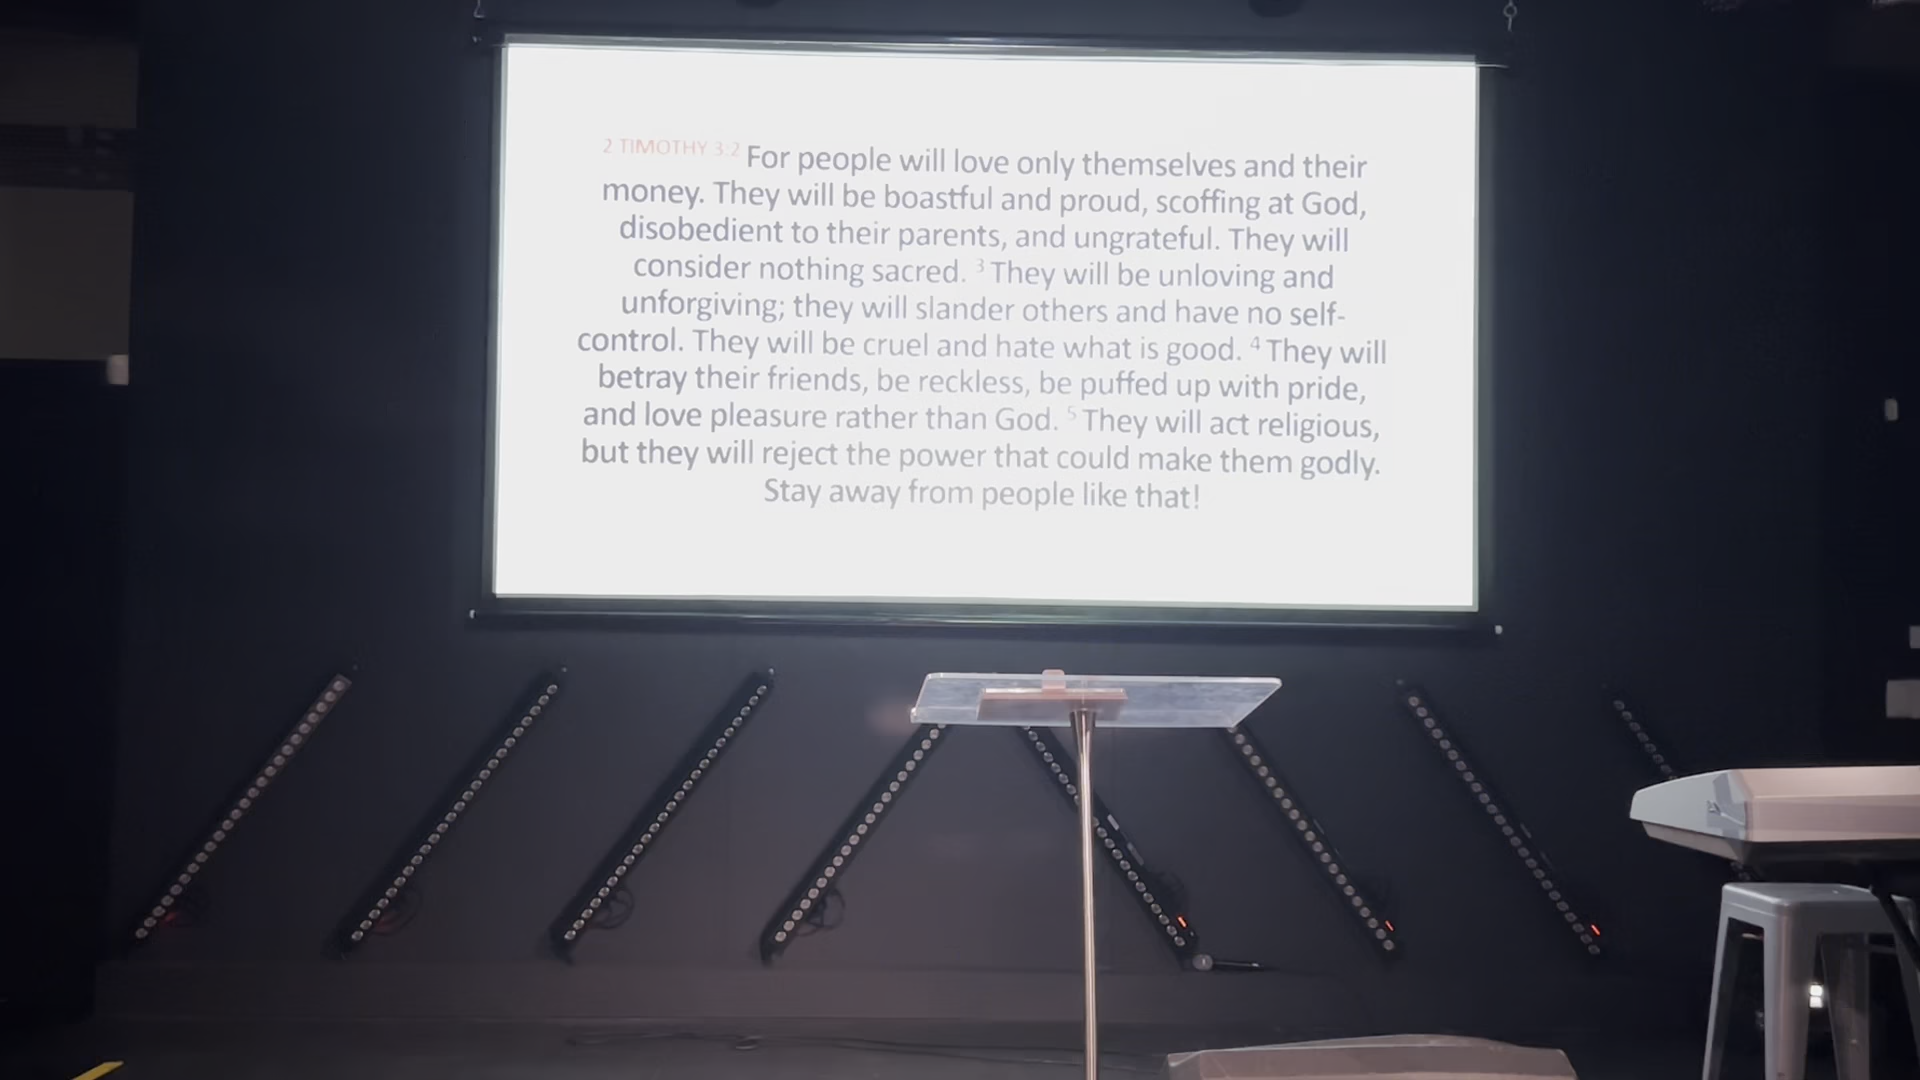 2 TIMOTHY 3:2 For people will love only themselves and their
money. They will be boastful and proud, scoffing at God,
disobedient to their parents, and ungrateful. They will
consider nothing sacred. 3 They will be unloving and
unforgiving; they will slander others and have no self-
control. They will be cruel and hate what is good. 4 They will
betray their friends, be reckless, be puffed up with pride,
and love pleasure rather than God. 5 They will act religious,
but they will reject the power that could make them godly.
Stay away from people like that!